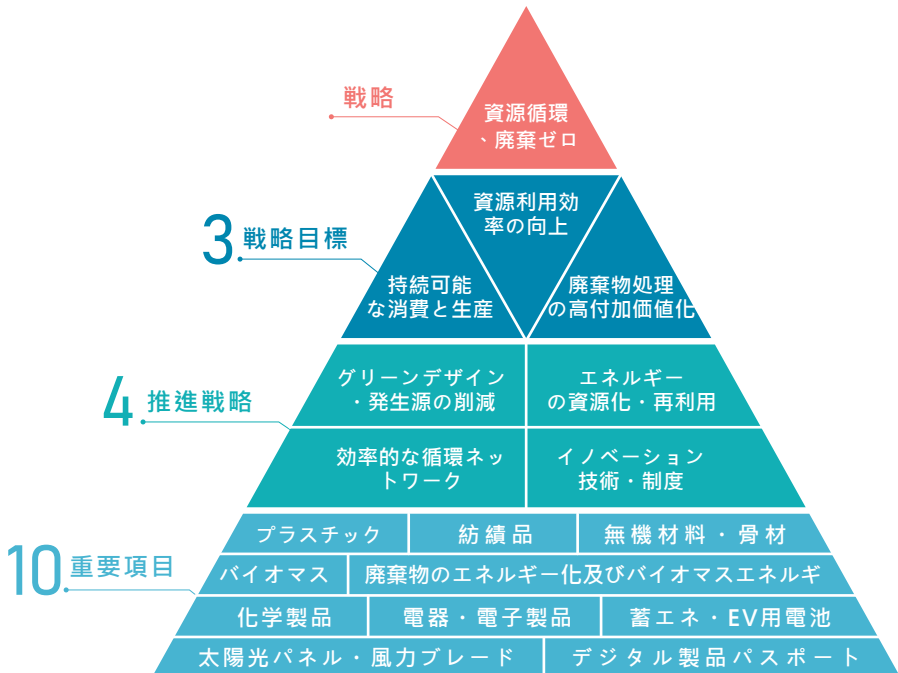 戦略
資源循環
、廃棄ゼロ
3 戦略目標
資源利用効
率の向上
持続可能
な消費と生産
廃棄物処理
の高付加価値化
4 推進戦略
グリーンデザイン
・発生源の削減
エネルギー
の資源化・再利用
効率的な循環ネッ
トワーク
イノベーション
技術・制度
10 重要項目
プラスチック
紡績品
無機材料・骨材
バイオマス
廃棄物のエネルギー化及びバイオマスエネルギ
化学製品
電器・電子製品
蓄エネ・EV用電池
太陽光パネル・風力ブレード
デジタル製品パスポート